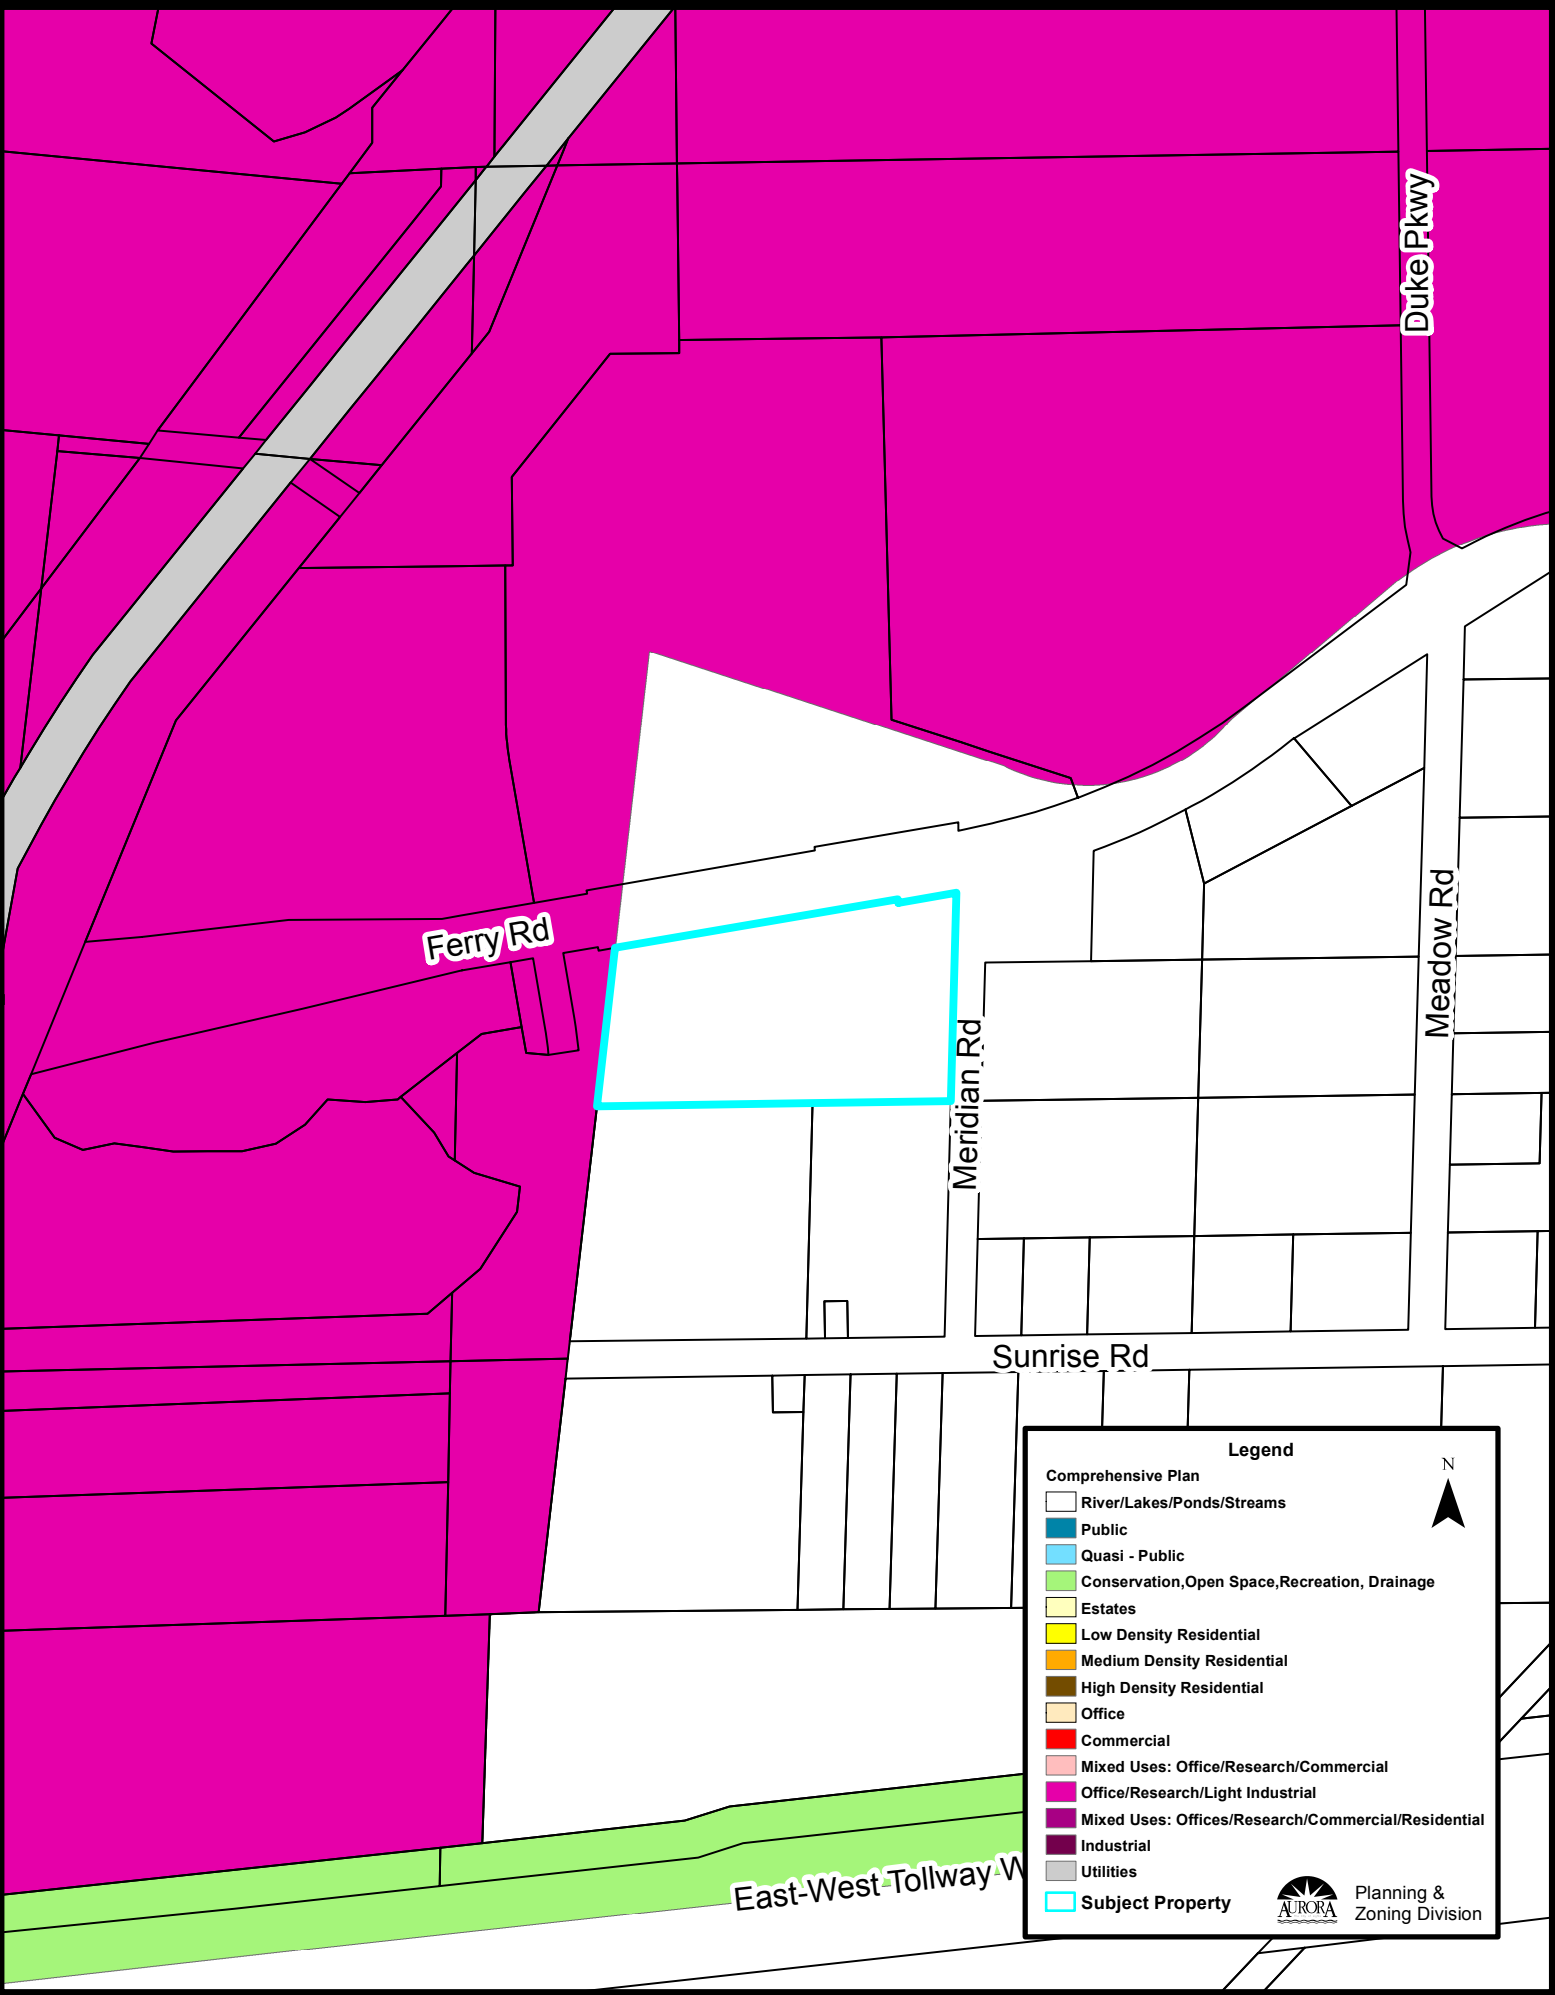 Duke Pkwy
Ferry Rd
Meadow Rd
Meridian Rd
Sunrise Rd
East-West Tollway W
Legend
N
Comprehensive Plan
River/Lakes/Ponds/Streams
Public
Quasi - Public
Conservation,Open Space,Recreation, Drainage
Estates
Low Density Residential
Medium Density Residential
High Density Residential
Office
Commercial
Mixed Uses: Office/Research/Commercial
Office/Research/Light Industrial
Mixed Uses: Offices/Research/Commercial/Residential
Industrial
Utilities
Subject Property
AURORA
Planning &
Zoning Division